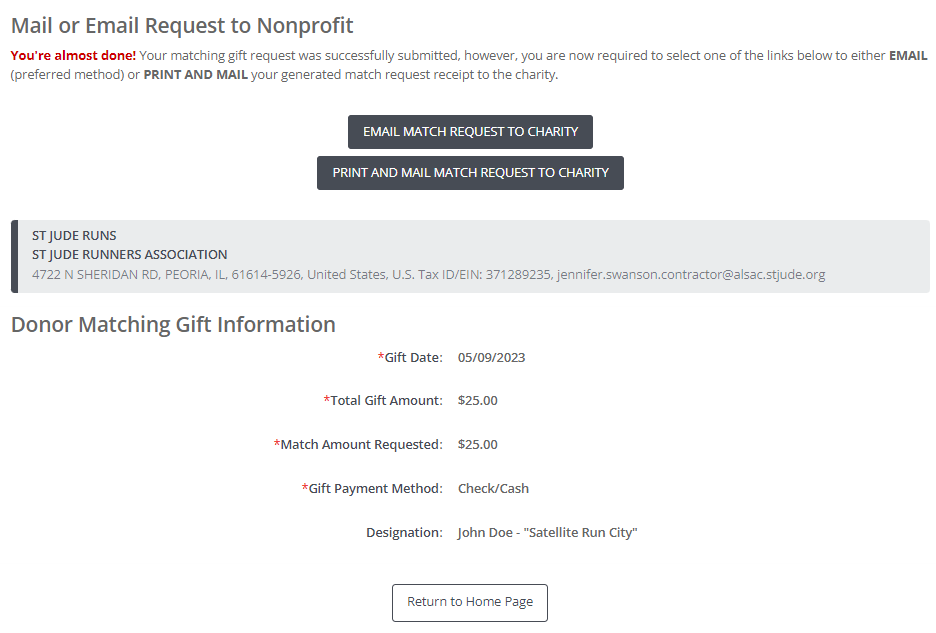 Mail or Email Request to Nonprofit
You're almost done! Your matching gift request was successfully submitted, however, you are now required to select one of the links below to either EMAIL
(preferred method) or PRINT AND MAIL your generated match request receipt to the charity.
EMAIL MATCH REQUEST TO CHARITY
PRINT AND MAIL MATCH REQUEST TO CHARITY
ST JUDE RUNS
ST JUDE RUNNERS ASSOCIATION
4722 N SHERIDAN RD, PEORIA, IL, 61614-5926, United States, U.S. Tax ID/EIN: 371289235, jennifer.swanson.contractor@alsac.stjude.org
Donor Matching Gift Information
*Gift Date: 05/09/2023
*Total Gift Amount: $25.00
*Match Amount Requested: $25.00
*Gift Payment Method: Check/Cash
Designation: John Doe - "Satellite Run City"
Return to Home Page